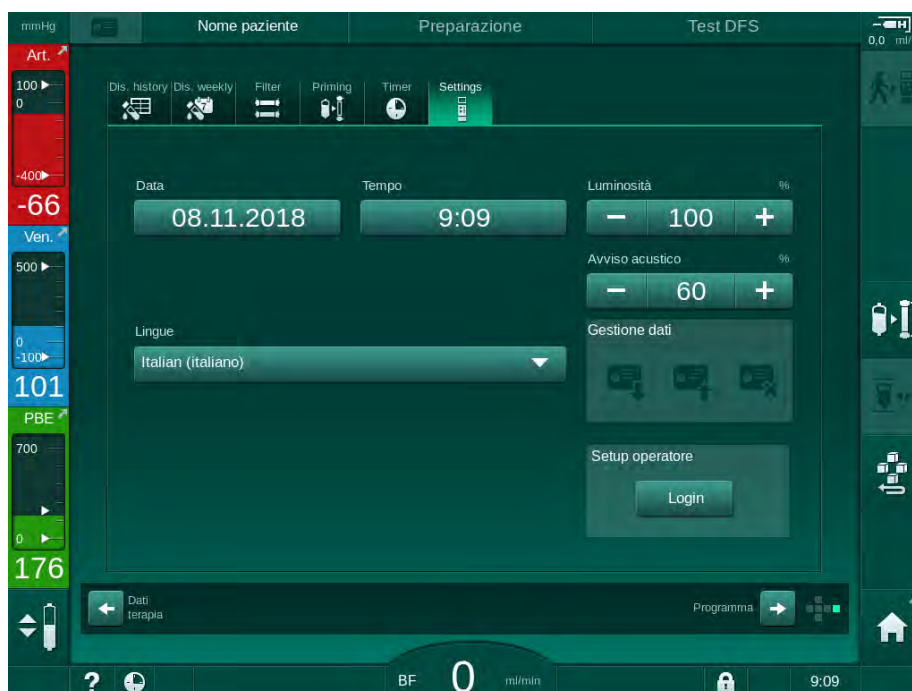 mmHg
Nome paziente
Preparazione
Test DFS
0,0 ml/
Art.
100
0
-400
-66
Ven.
500
0
-100
101
PBE
700
0
176
Dis. history
Dis. weekly
Filter
Priming
Timer
Settings
7
Data
Tempo
Luminosità %
08.11.2018
9:09
− 100 +
Avviso acustico %
− 60 +
Lingue
Italian (italiano)
Gestione dati
Setup operatore
Login
Dati
terapia
Programma
? BF 0 ml/min 9:09